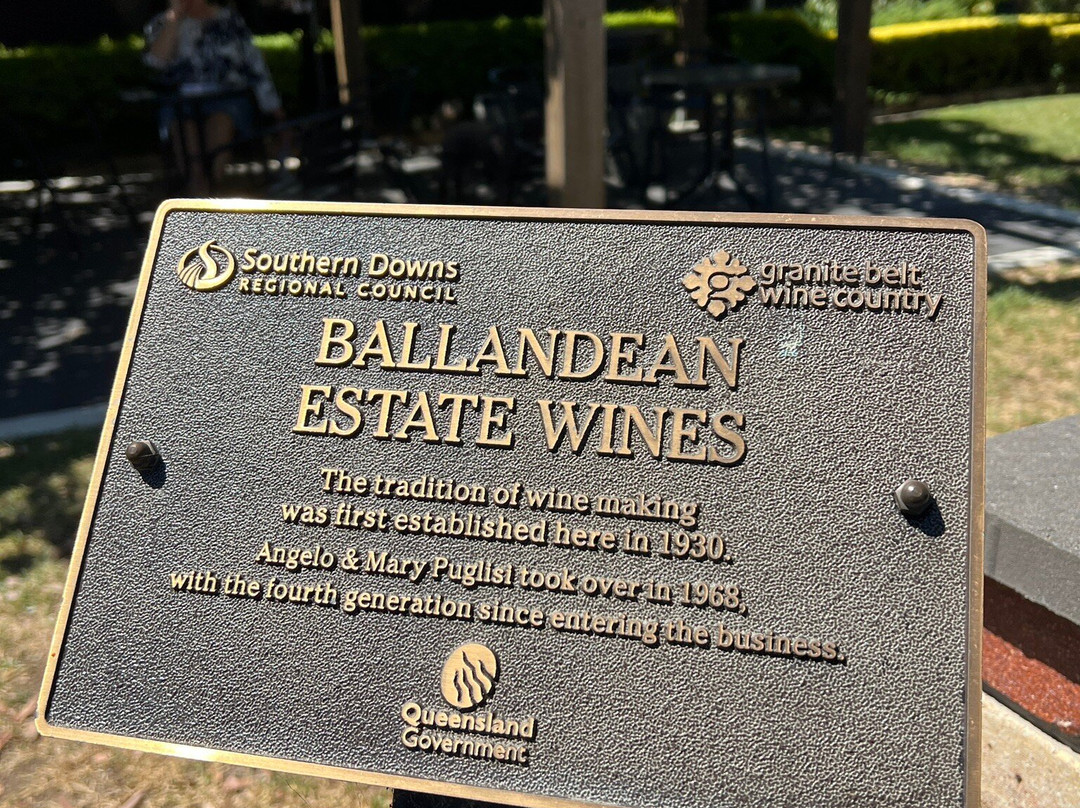 Southern Downs
REGIONAL COUNCIL
granite belt
wine country
BALLANDEAN
ESTATE WINES
The tradition of wine making
was first established here in 1930.
Angelo & Mary Puglisi took over in 1968,
with the fourth generation since entering the business.
Queensland
Government